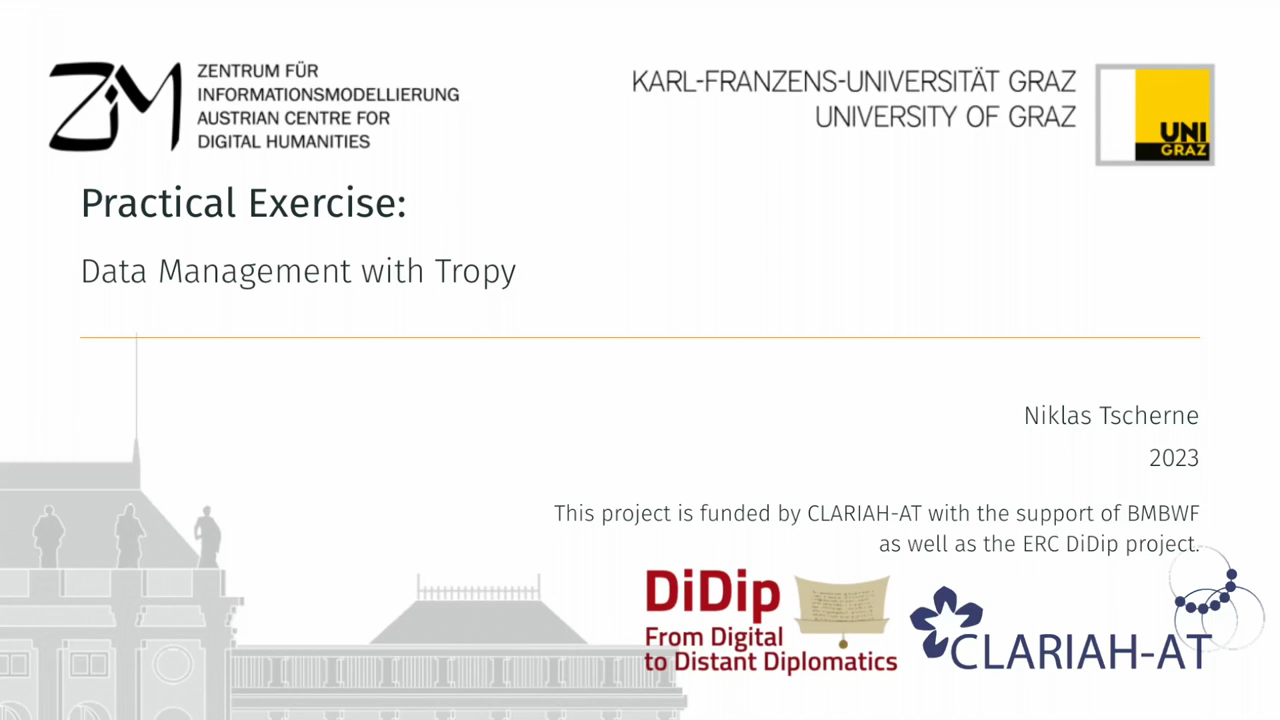 ZENTRUM FÜR
INFORMATIONSMODELLIERUNG
AUSTRIAN CENTRE FOR
DIGITAL HUMANITIES
KARL-FRANZENS-UNIVERSITÄT GRAZ
UNIVERSITY OF GRAZ
UNI
GRAZ
Practical Exercise:
Data Management with Tropy
Niklas Tscherne
2023
This project is funded by CLARIAH-AT with the support of BMBWF
as well as the ERC DiDip project.
DiDip
From Digital
to Distant Diplomatics
CLARIAH-AT